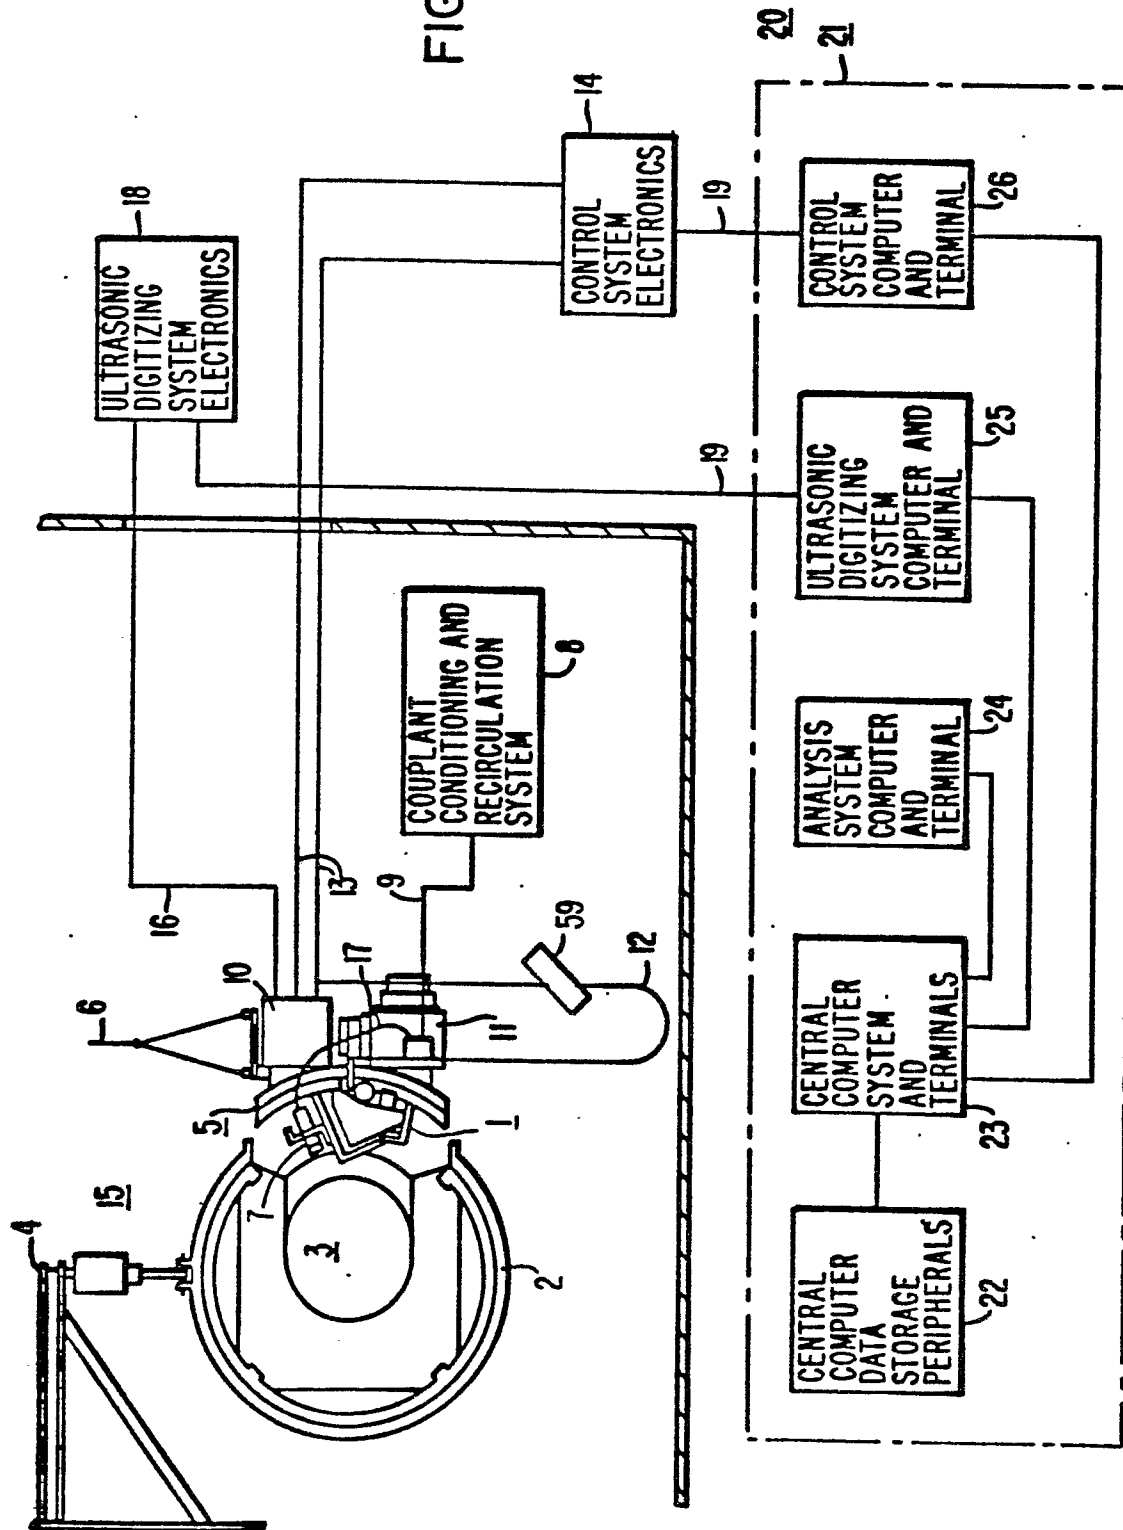 FIG
20
21
4
15
6
10
16
18
ULTRASONIC
DIGITIZING
SYSTEM
ELECTRONICS
14
CONTROL
SYSTEM
ELECTRONICS
5
7
3
2
1
17
11
13
9
8
COUPLANT
CONDITIONING AND
RECIRCULATION
SYSTEM
59
12
19
19
CENTRAL
COMPUTER
DATA
STORAGE
PERIPHERALS
22
CENTRAL
COMPUTER
SYSTEM
AND
TERMINALS
23
ANALYSIS
SYSTEM
COMPUTER
AND
TERMINAL
24
ULTRASONIC
DIGITIZING
SYSTEM
COMPUTER AND
TERMINAL
25
CONTROL
SYSTEM
COMPUTER
AND
TERMINAL
26